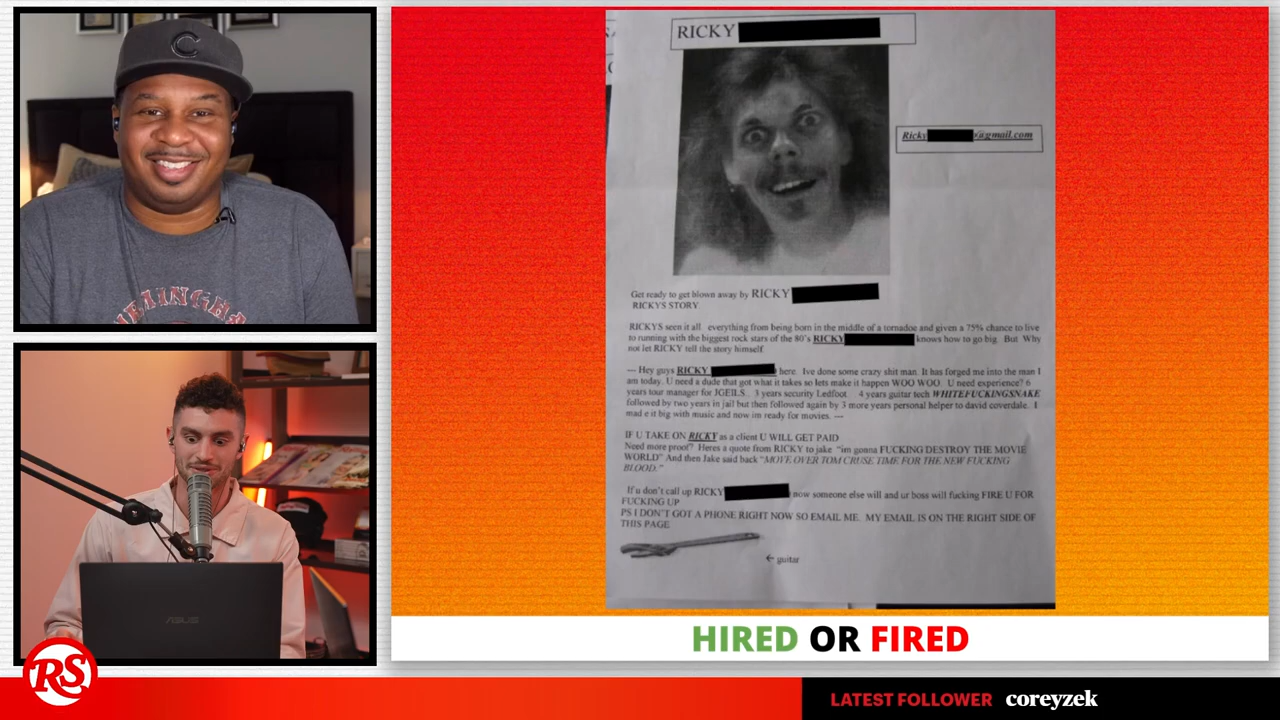 C
RICKY
Ricky @gmail.com
Get ready to get blown away by RICKY
RICKYS STORY
RICKYS seen it all. everything from being born in the middle of a tornadoe and given a 75% chance to live
to running with the biggest rock stars of the 80's RICKY knows how to go big. But Why
not let RICKY tell the story himself.
--- Hey guys RICKY here. Ive done some crazy shit man. It has forged me into the man I
am today. U need a dude that got what it takes so lets make it happen WOO WOO. U need experience? 6
years tour manager for JGEILS. 3 years security Ledfoot. 4 years guitar tech WHITEFUCKINGSNAKE
followed by two years in jail but then followed again by 3 more years personal helper to david coverdale. I
mad e it big with music and now im ready for movies. ---
IF U TAKE ON RICKY as a client U WILL GET PAID
Need more proof? Heres a quote from RICKY to jake "im gonna FUCKING DESTROY THE MOVIE
WORLD" And then Jake said back "MOVE OVER TOM CRUSE TIME FOR THE NEW FUCKING
BLOOD."
If u don't call up RICKY now someone else will and ur boss will fucking FIRE U FOR
FUCKING UP
PS I DON'T GOT A PHONE RIGHT NOW SO EMAIL ME. MY EMAIL IS ON THE RIGHT SIDE OF
THIS PAGE
← guitar
ASUS
HIRED OR FIRED
RS
LATEST FOLLOWER coreyzek